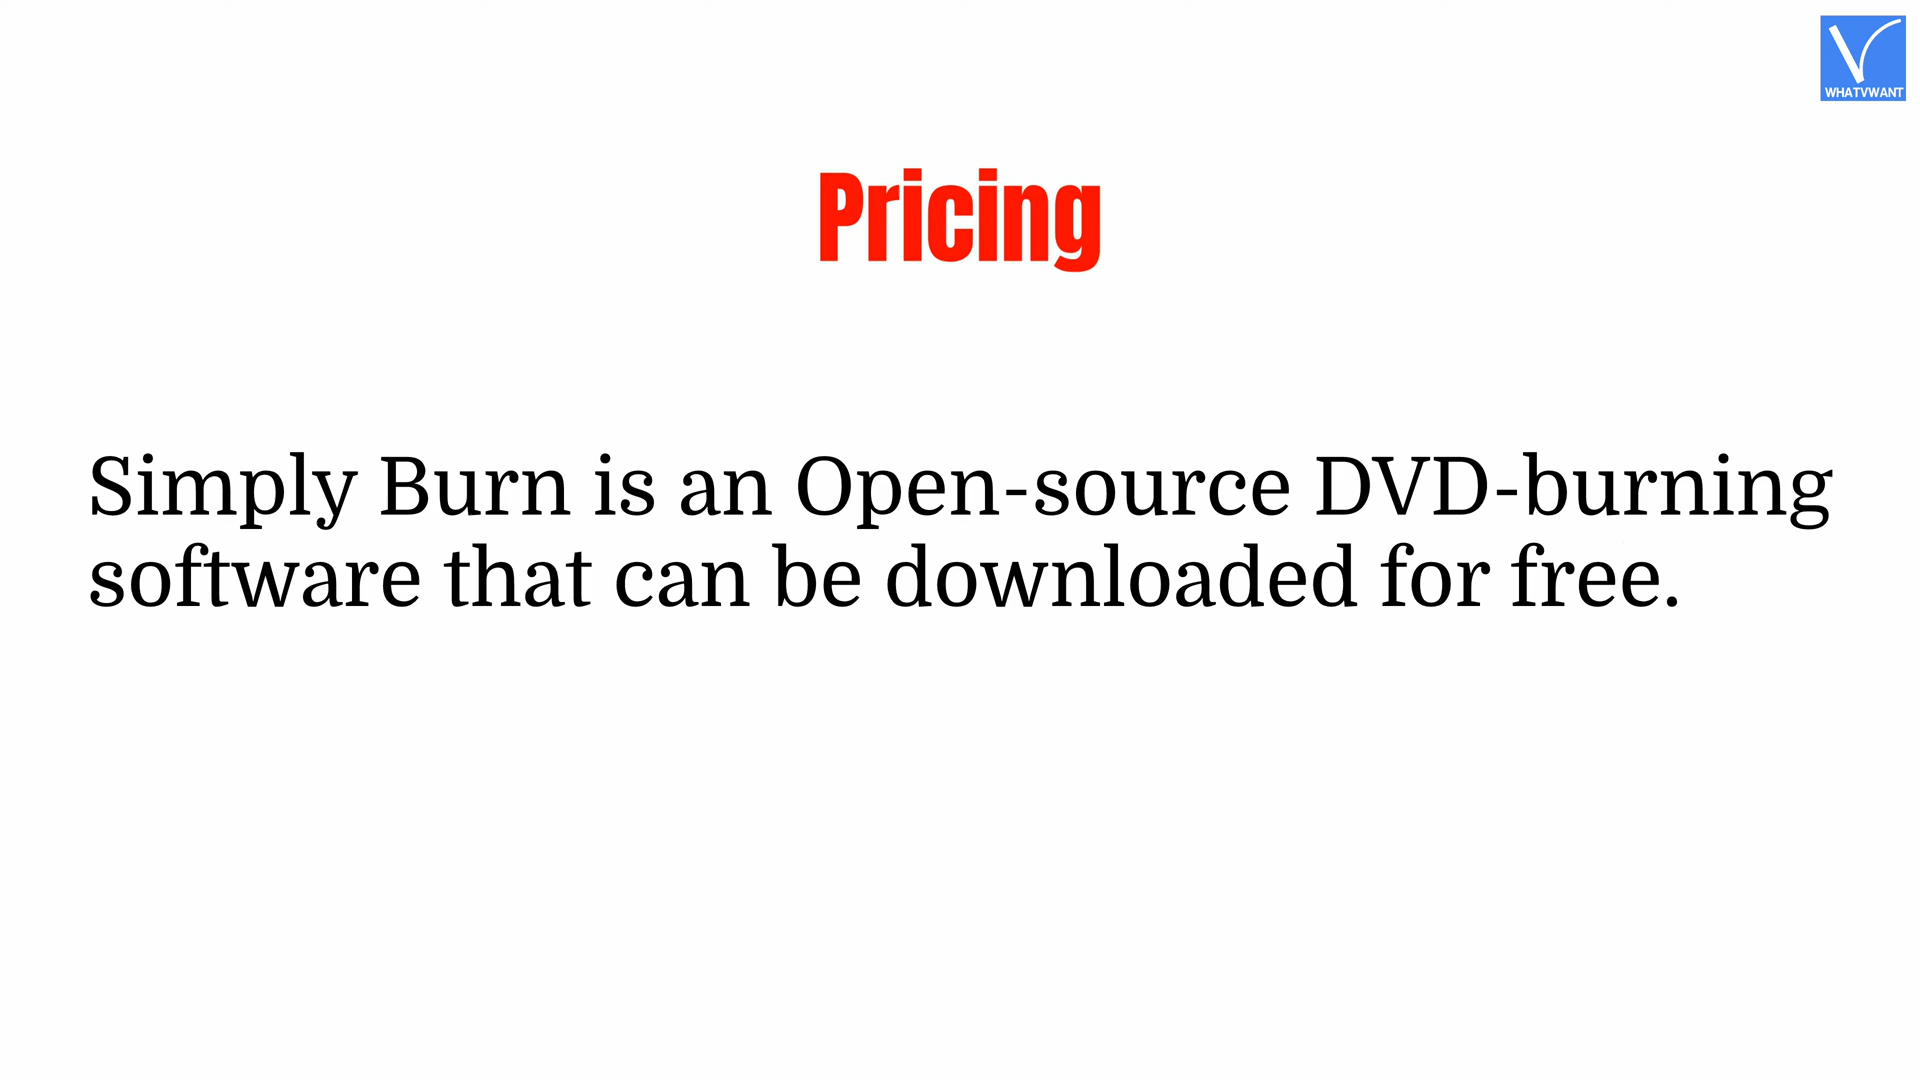 WHATVWANT
Pricing
Simply Burn is an Open-source DVD-burning
software that can be downloaded for free.